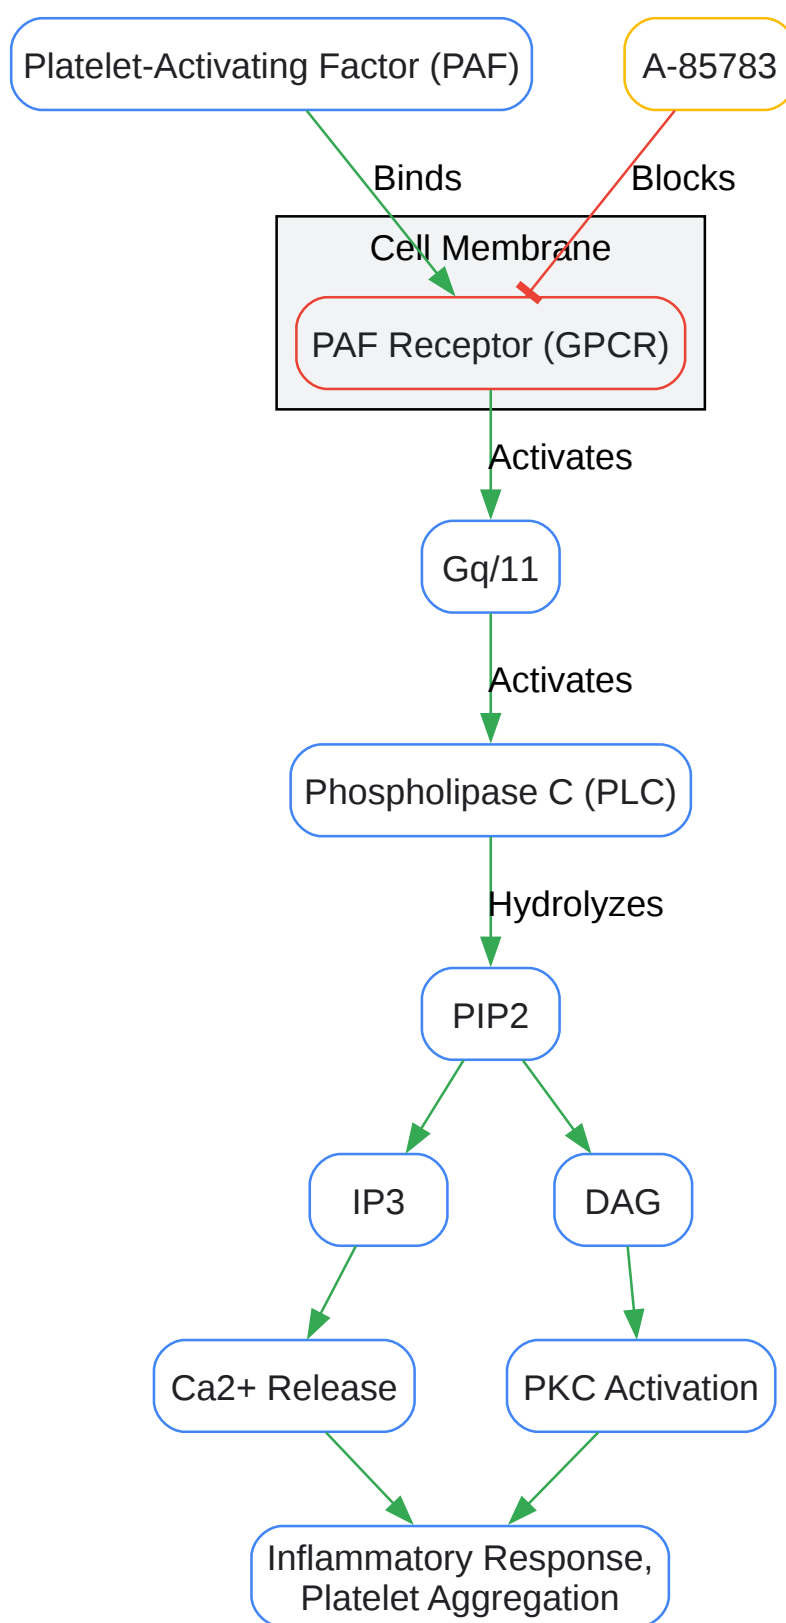 Platelet-Activating Factor (PAF)
A-85783
Binds
Blocks
Cell Membrane
PAF Receptor (GPCR)
Activates
Gq/11
Activates
Phospholipase C (PLC)
Hydrolyzes
PIP2
IP3
DAG
Ca2+ Release
PKC Activation
Inflammatory Response,
Platelet Aggregation